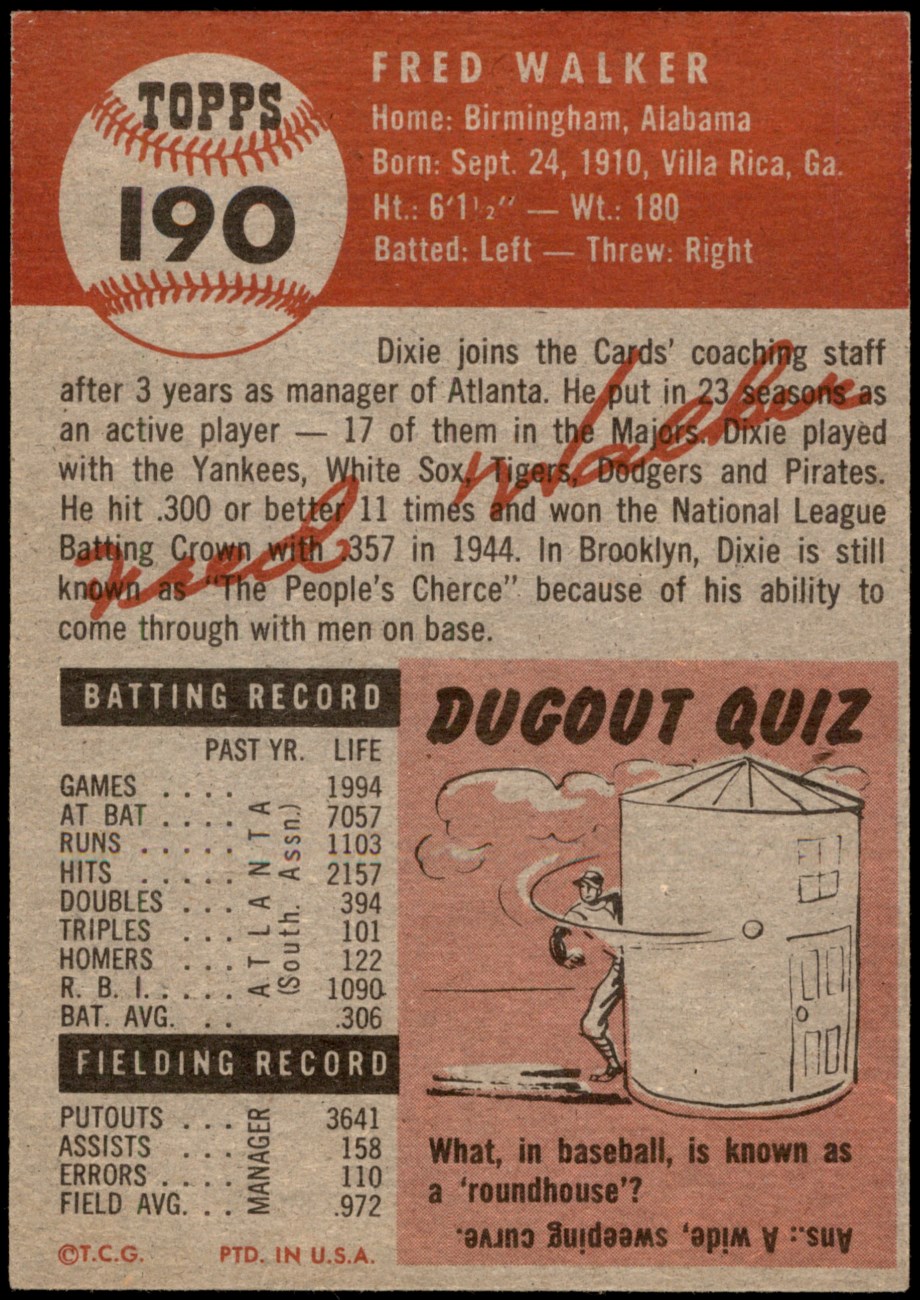 TOPPS
190
FRED WALKER
Home: Birmingham, Alabama
Born: Sept. 24, 1910, Villa Rica, Ga.
Ht.: 6'1½" — Wt.: 180
Batted: Left — Threw: Right
Dixie joins the Cards' coaching staff
after 3 years as manager of Atlanta. He put in 23 seasons as
an active player — 17 of them in the Majors. Dixie played
with the Yankees, White Sox, Tigers, Dodgers and Pirates.
He hit .300 or better 11 times and won the National League
Batting Crown with .357 in 1944. In Brooklyn, Dixie is still
known as "The People's Cherce" because of his ability to
come through with men on base.
Fred Walker
BATTING RECORD
PAST YR. LIFE
GAMES . . . . 1994
AT BAT . . . . 7057
RUNS . . . . . 1103
HITS . . . . . 2157
DOUBLES . . . 394
TRIPLES . . . 101
HOMERS . . . 122
R. B. I. . . . . 1090
BAT. AVG. . . .306
ATLANTA
(South. Assn.)
FIELDING RECORD
PUTOUTS . . . 3641
ASSISTS . . . 158
ERRORS . . . . 110
FIELD AVG. . . .972
MANAGER
©T.C.G. PTD. IN U.S.A.
DUGOUT QUIZ
What, in baseball, is known as
a 'roundhouse'?
Ans.: A wide, sweeping curve.